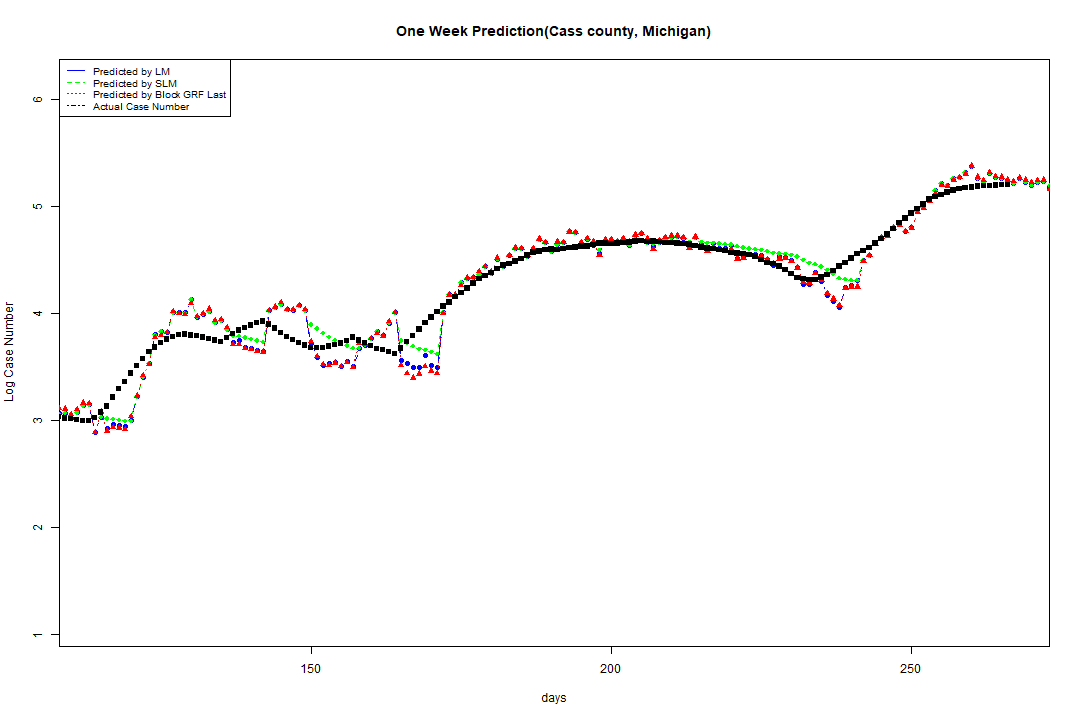 One Week Prediction(Cass county, Michigan)
Predicted by LM
Predicted by SLM
Predicted by Block GRF Last
Actual Case Number
6
5
4
3
2
1
Log Case Number
150
200
250
days